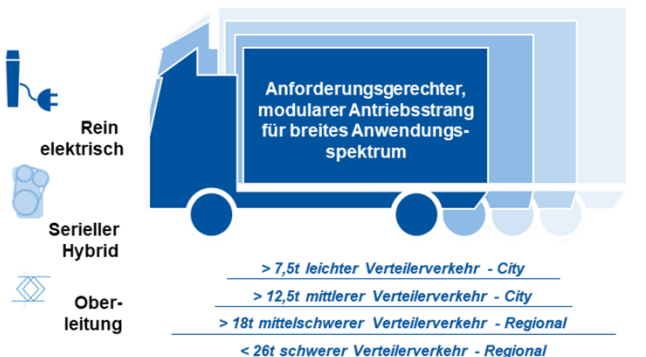 Anforderungsgerechter,
modularer Antriebsstrang
für breites Anwendungs-
spektrum
Rein
elektrisch
Serieller
Hybrid
Ober-
leitung
> 7,5t leichter Verteilerverkehr - City
> 12,5t mittlerer Verteilerverkehr - City
> 18t mittelschwerer Verteilerverkehr - Regional
< 26t schwerer Verteilerverkehr - Regional